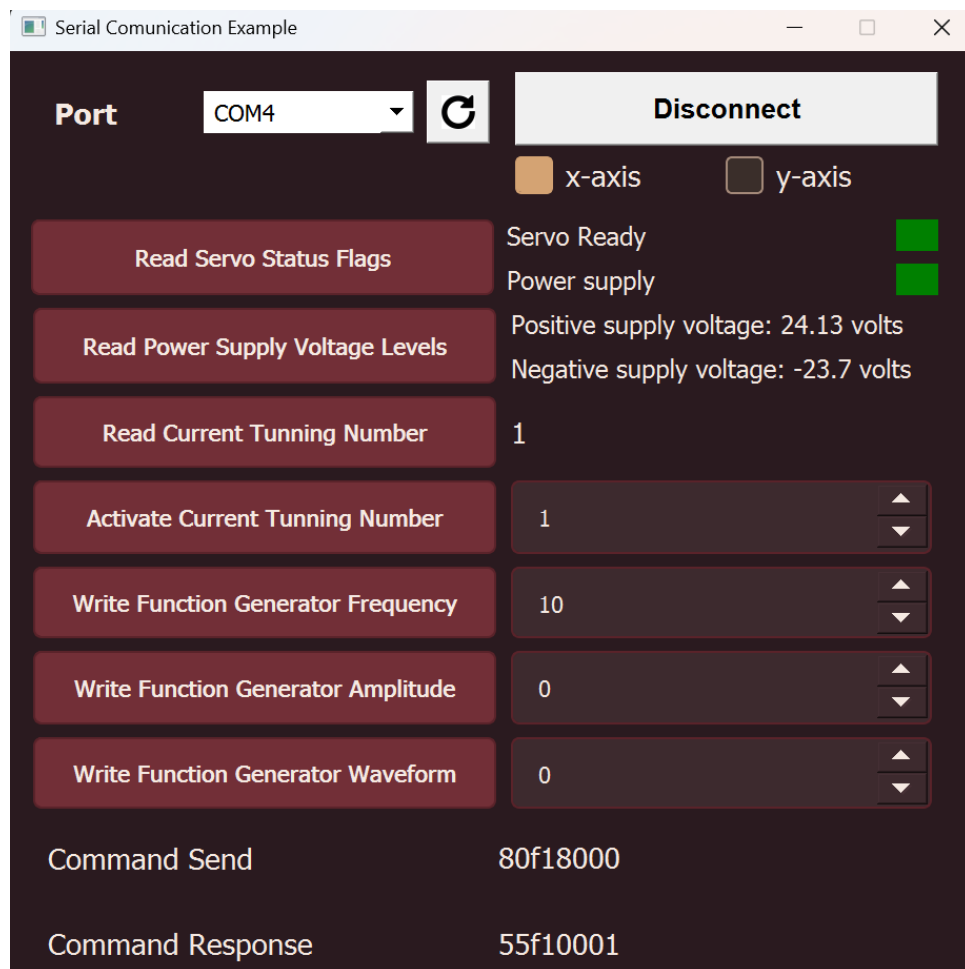 Serial Comunication Example
Port COM4 Disconnect
x-axis y-axis
Read Servo Status Flags
Servo Ready
Power supply
Read Power Supply Voltage Levels
Positive supply voltage: 24.13 volts
Negative supply voltage: -23.7 volts
Read Current Tunning Number 1
Activate Current Tunning Number 1
Write Function Generator Frequency 10
Write Function Generator Amplitude 0
Write Function Generator Waveform 0
Command Send 80f18000
Command Response 55f10001